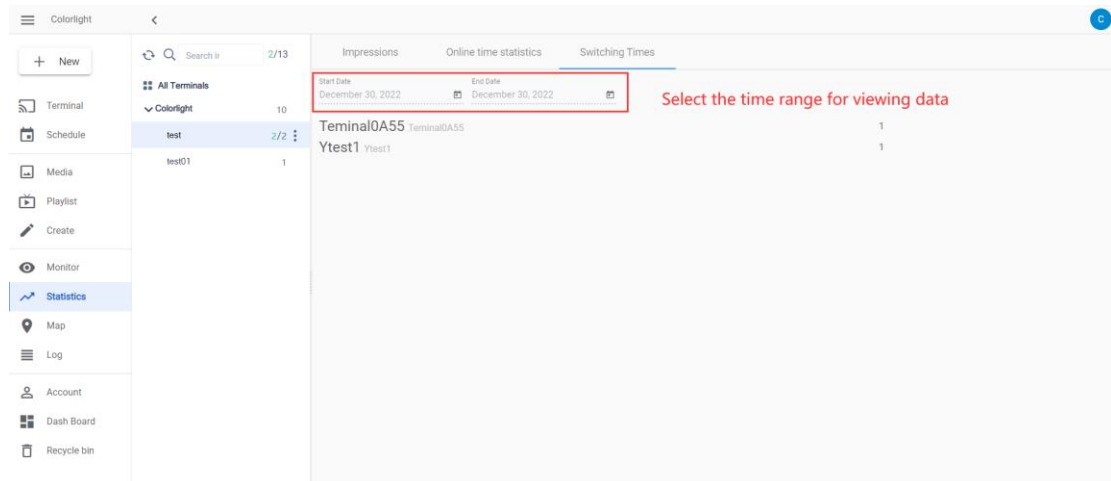 Colorlight
C
New
Search ir
2/13
Impressions
Online time statistics
Switching Times
All Terminals
Start Date
End Date
December 30, 2022
December 30, 2022
Select the time range for viewing data
Terminal
Colorlight
10
Teminal0A55 Teminal0A55
1
Schedule
test
2/2
Ytest1 Ytest1
1
test01
1
Media
Playlist
Create
Monitor
Statistics
Map
Log
Account
Dash Board
Recycle bin